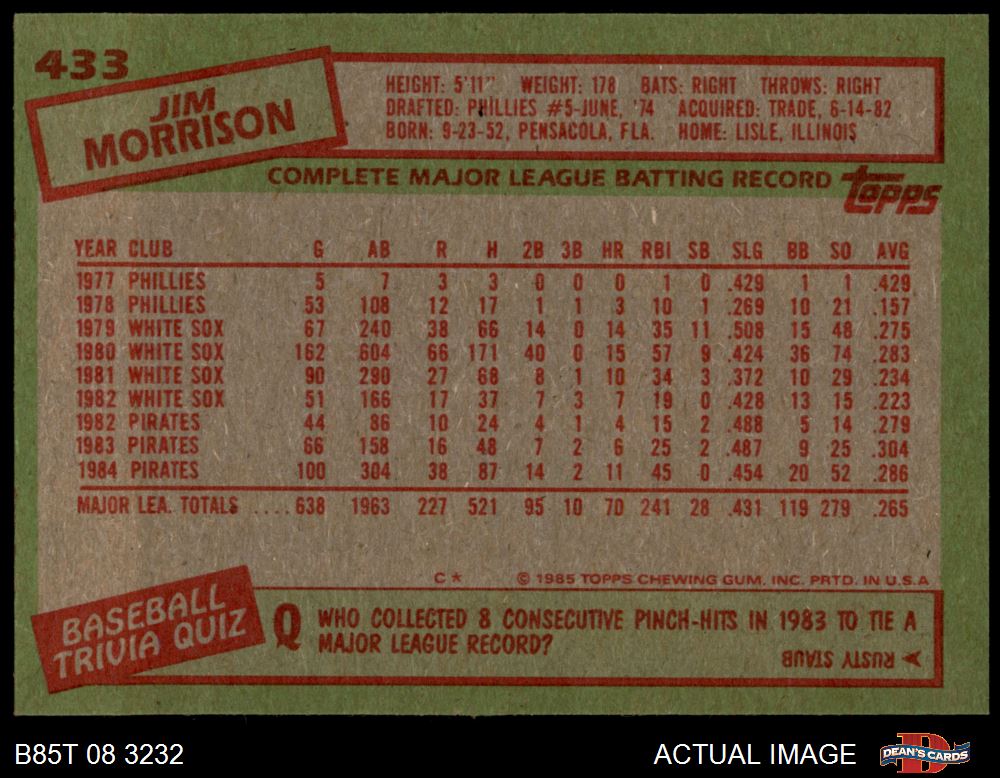 433
JIM
MORRISON
HEIGHT: 5'11" WEIGHT: 178 BATS: RIGHT THROWS: RIGHT
DRAFTED: PHILLIES #5-JUNE, '74 ACQUIRED: TRADE, 6-14-82
BORN: 9-23-52, PENSACOLA, FLA. HOME: LISLE, ILLINOIS
COMPLETE MAJOR LEAGUE BATTING RECORD
TOPPS
YEAR CLUB G AB R H 2B 3B HR RBI SB SLG BB SO AVG
1977 PHILLIES 5 7 3 3 0 0 0 1 0 .429 1 1 .429
1978 PHILLIES 53 108 12 17 1 1 3 10 1 .269 10 21 .157
1979 WHITE SOX 67 240 38 66 14 0 14 35 11 .508 15 48 .275
1980 WHITE SOX 162 604 66 171 40 0 15 57 9 .424 36 74 .283
1981 WHITE SOX 90 290 27 68 8 1 10 34 3 .372 10 29 .234
1982 WHITE SOX 51 166 17 37 7 3 7 19 0 .428 13 15 .223
1982 PIRATES 44 86 10 24 4 1 4 15 2 .488 5 14 .279
1983 PIRATES 66 158 16 48 7 2 6 25 2 .487 9 25 .304
1984 PIRATES 100 304 38 87 14 2 11 45 0 .454 20 52 .286
MAJOR LEA. TOTALS ....638 1963 227 521 95 10 70 241 28 .431 119 279 .265
C* © 1985 TOPPS CHEWING GUM, INC. PRTD. IN U.S.A
BASEBALL
TRIVIA QUIZ
Q WHO COLLECTED 8 CONSECUTIVE PINCH-HITS IN 1983 TO TIE A
MAJOR LEAGUE RECORD?
RUSTY STAUB
B85T 08 3232
ACTUAL IMAGE
D
DEAN'S CARDS